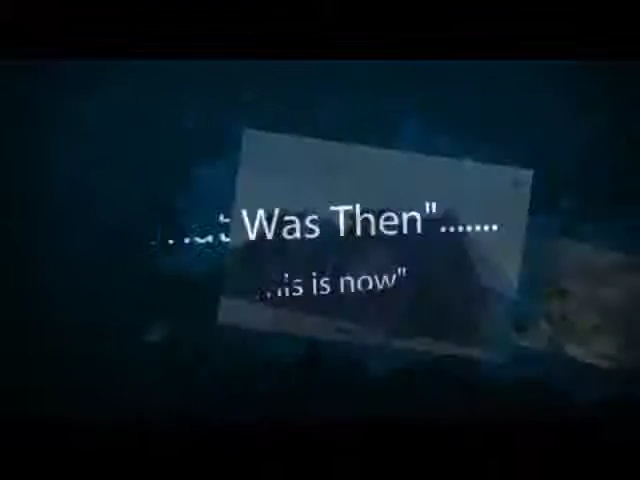 Was Then".......
is now"